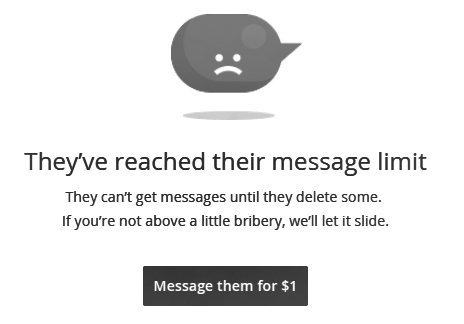 They’ve reached their message limit
They can’t get messages until they delete some.
If you’re not above a little bribery, we’ll let it slide.
Message them for $1